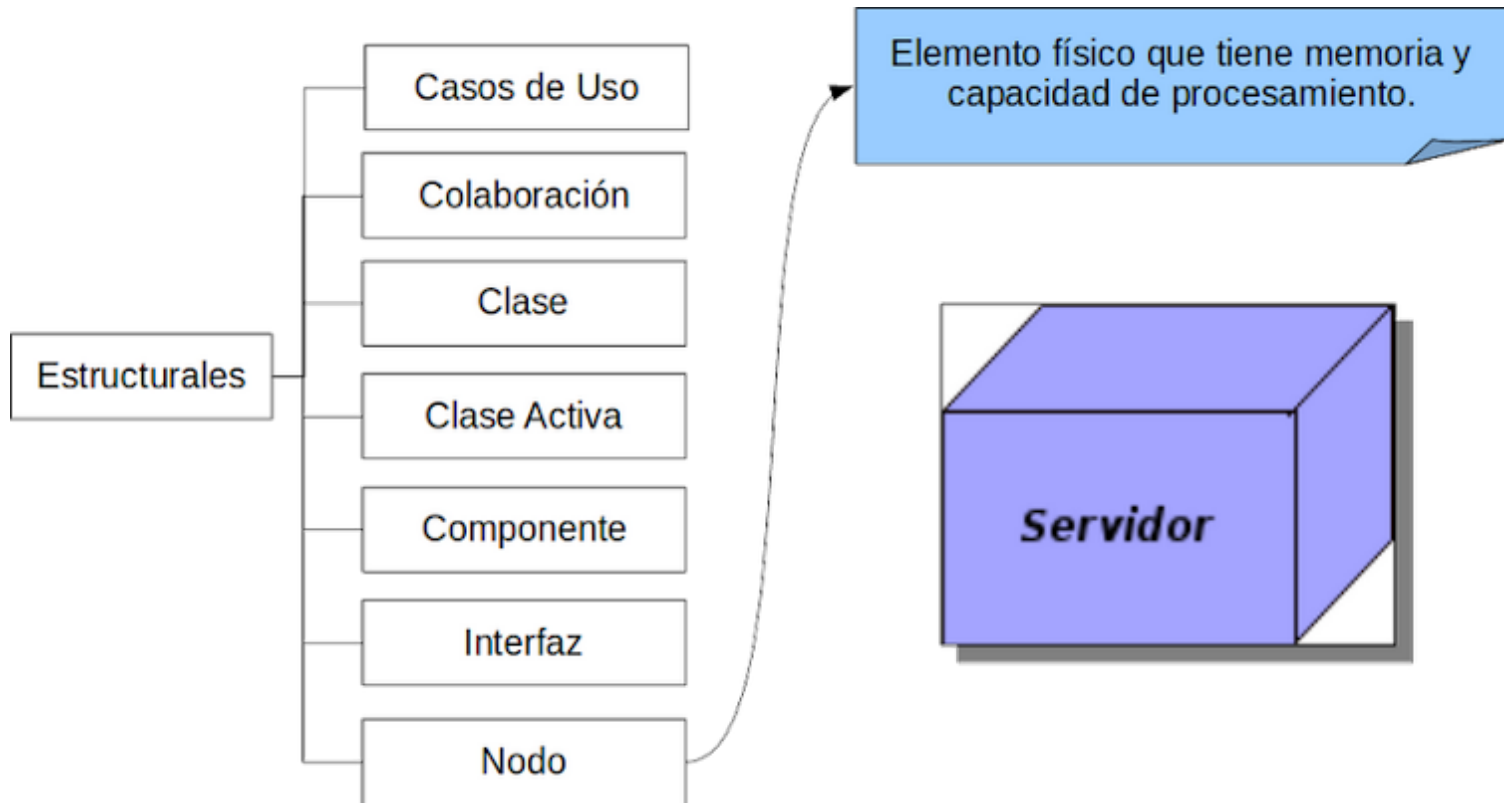 Casos de Uso
Colaboración
Clase
Estructurales
Clase Activa
Componente
Interfaz
Nodo
Elemento físico que tiene memoria y
capacidad de procesamiento.
Servidor